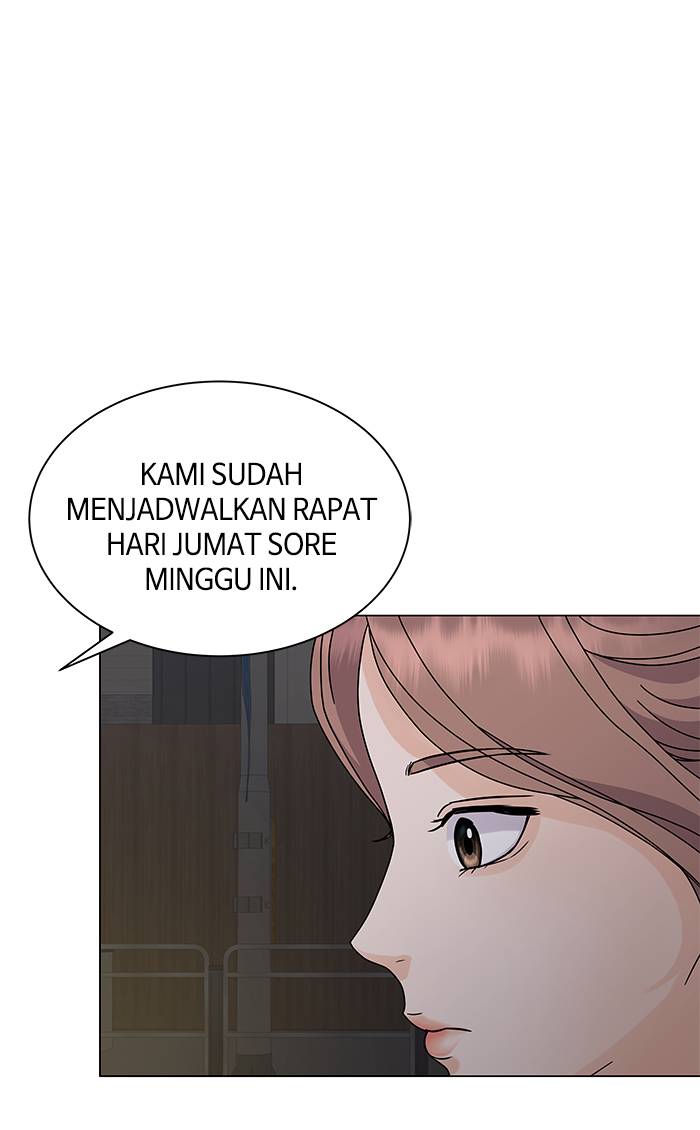 KAMI SUDAH
MENJADWALKAN RAPAT
HARI JUMAT SORE
MINGGU INI.